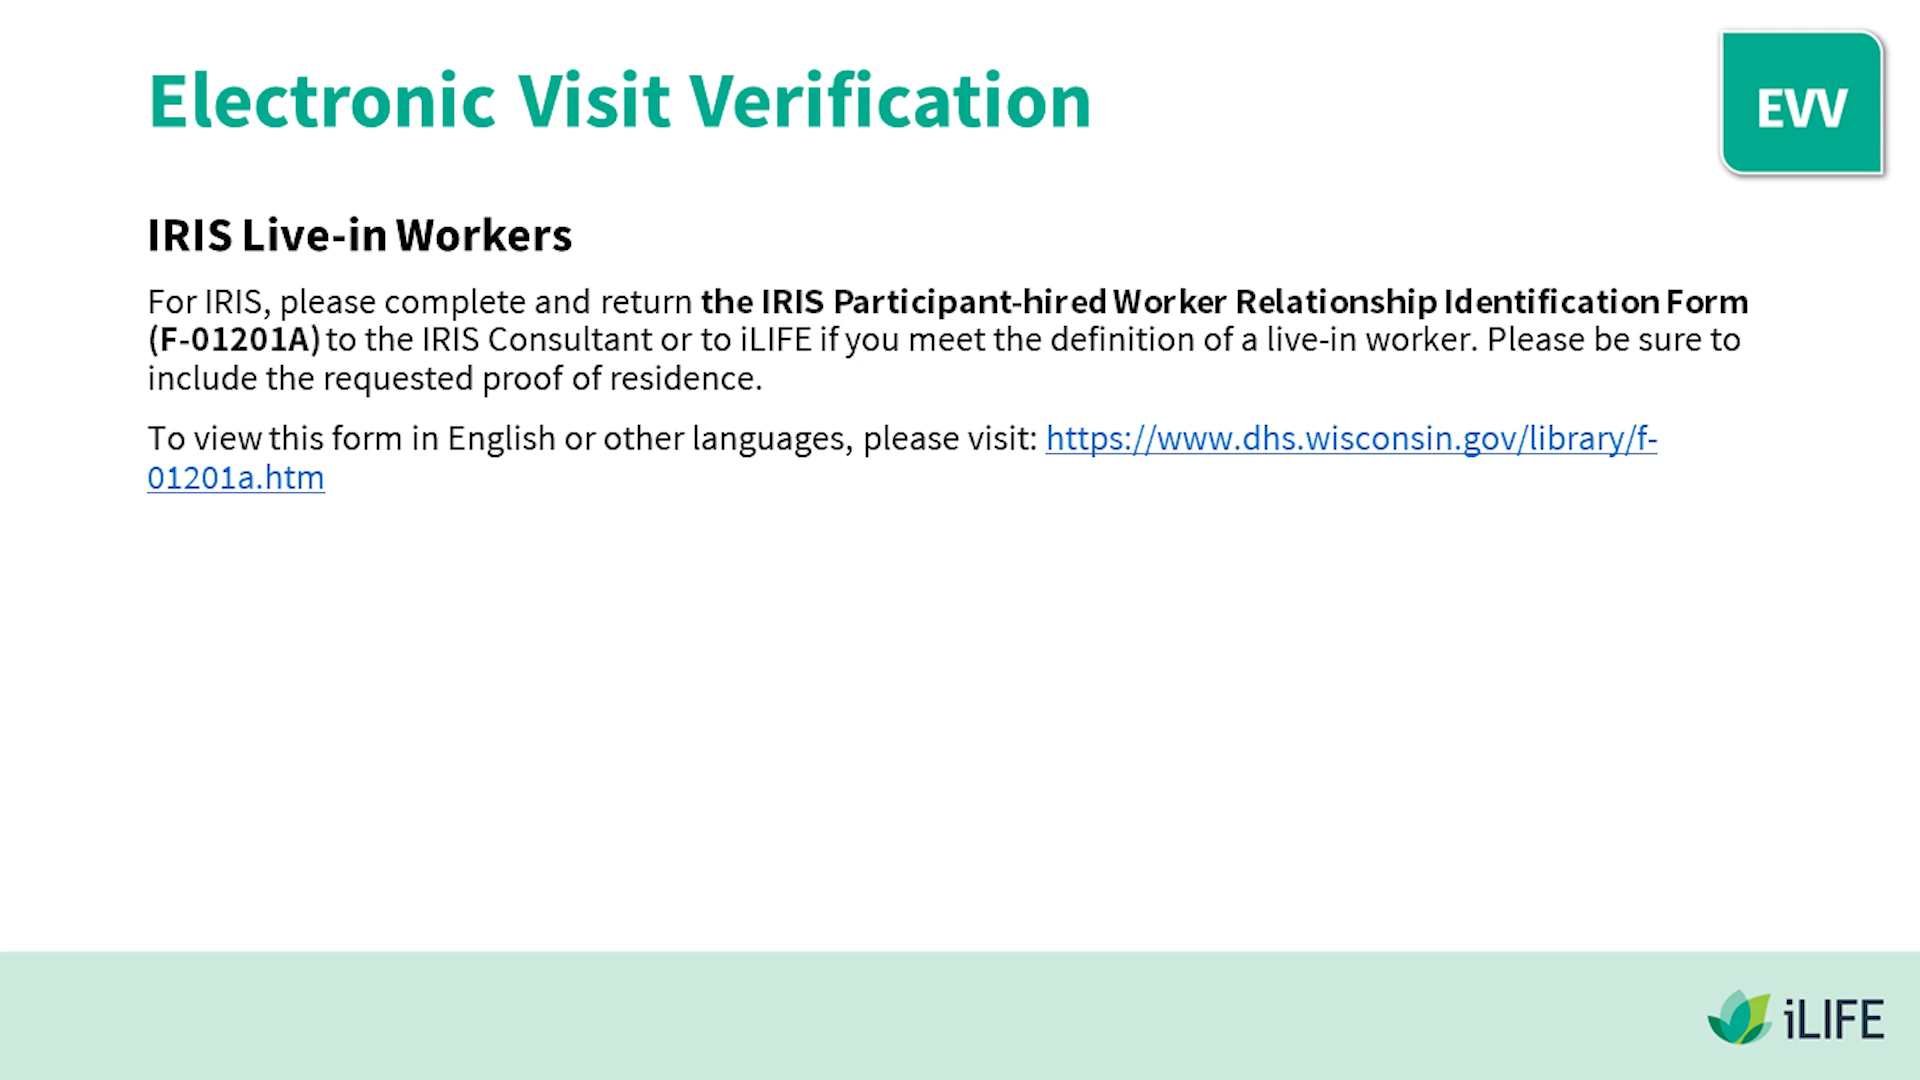 Electronic Visit Verification
EVV
IRIS Live-in Workers
For IRIS, please complete and return the IRIS Participant-hired Worker Relationship Identification Form
(F-01201A) to the IRIS Consultant or to iLIFE if you meet the definition of a live-in worker. Please be sure to
include the requested proof of residence.
To view this form in English or other languages, please visit: https://www.dhs.wisconsin.gov/library/f-
01201a.htm
iLIFE